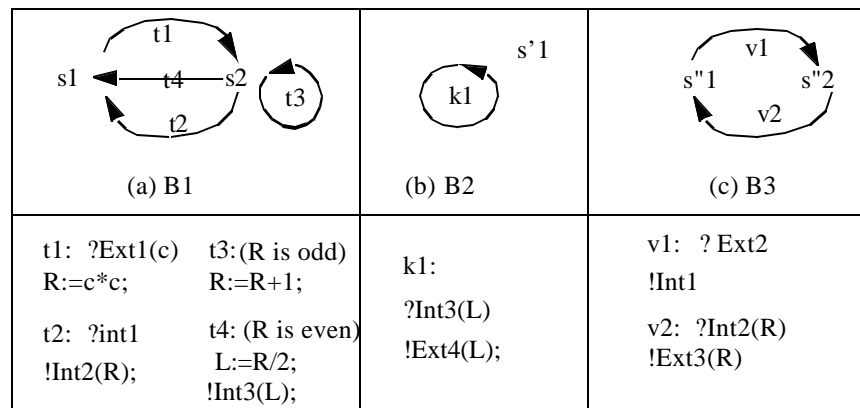 t1
s1
t4
s2
t3
t2
(a) B1
s’1
k1
(b) B2
v1
s"1
s"2
v2
(c) B3
t1: ?Ext1(c)
R:=c*c;
t2: ?int1
!Int2(R);
t3: (R is odd)
R:=R+1;
t4: (R is even)
L:=R/2;
!Int3(L);
k1:
?Int3(L)
!Ext4(L);
v1: ? Ext2
!Int1
v2: ?Int2(R)
!Ext3(R)